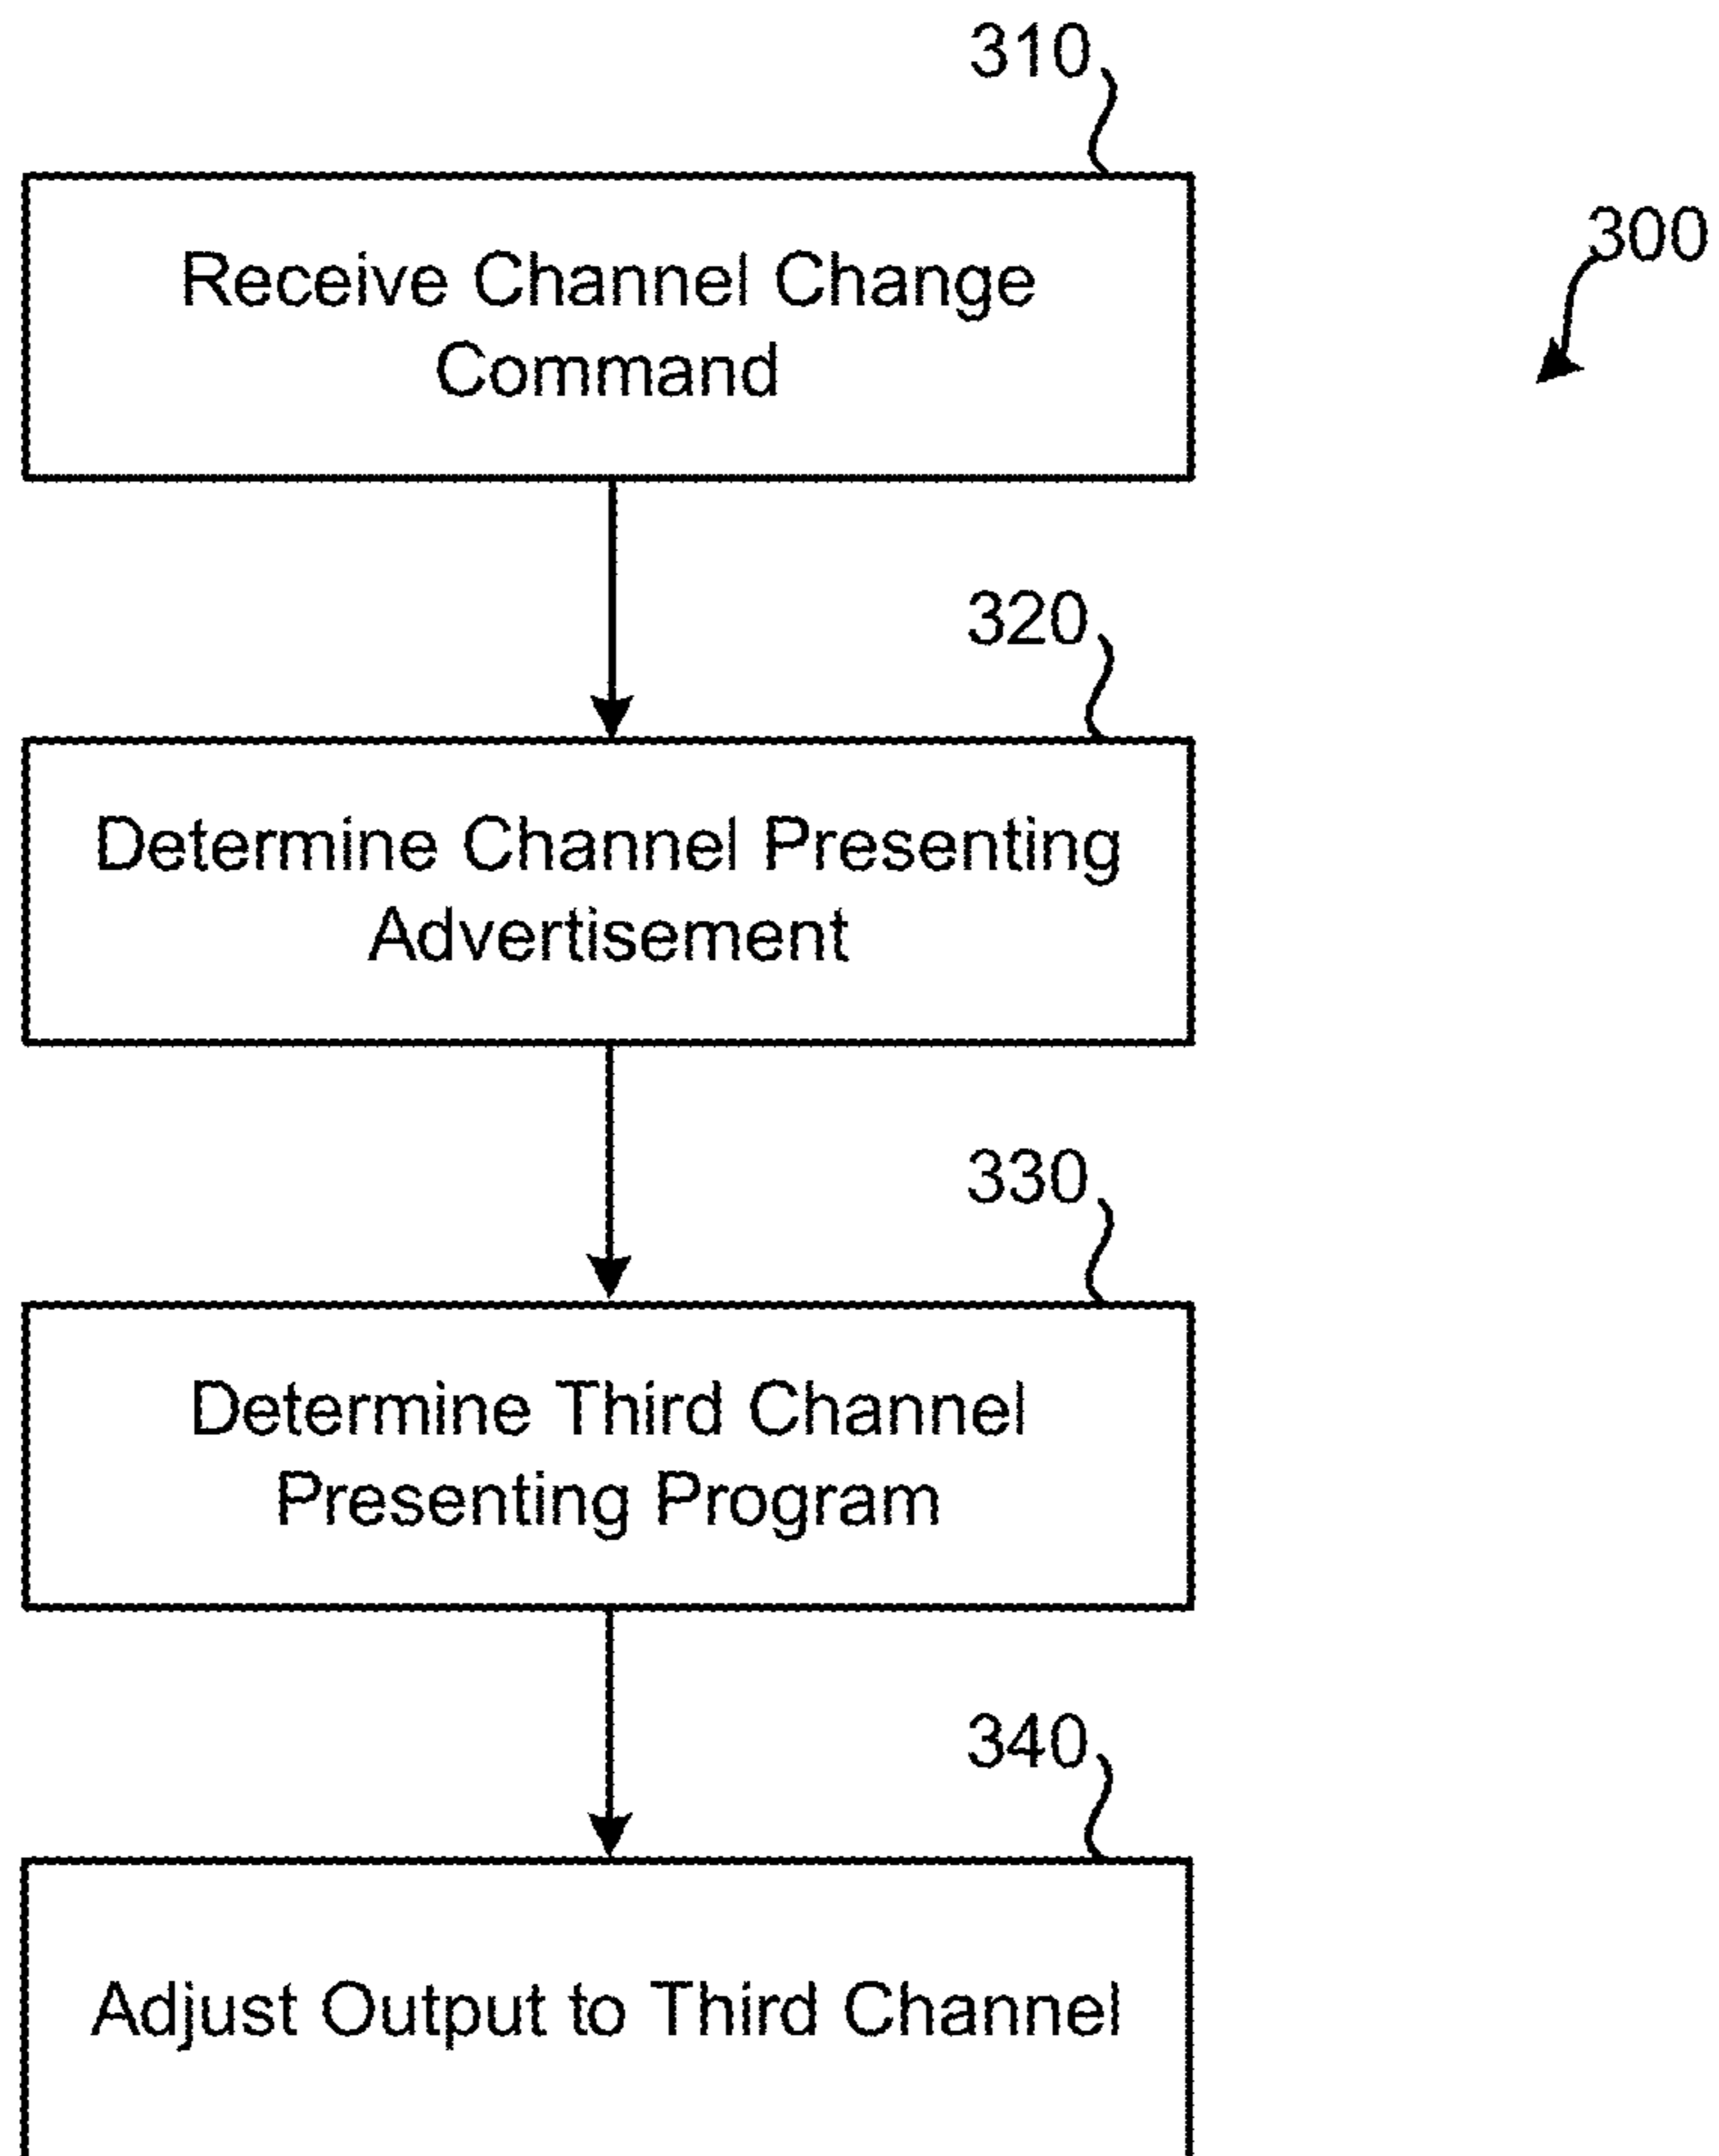 310
300
Receive Channel Change
Command
320
Determine Channel Presenting
Advertisement
330
Determine Third Channel
Presenting Program
340
Adjust Output to Third Channel